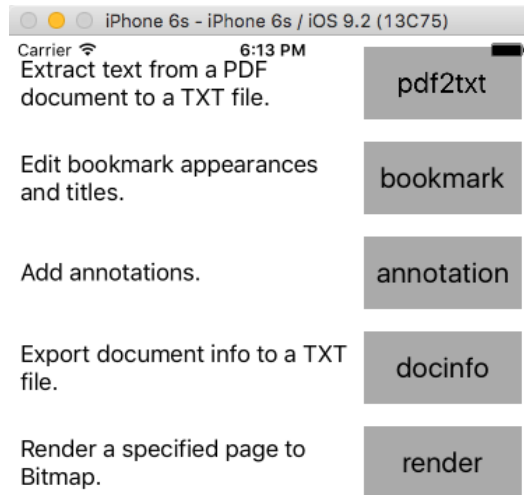 iPhone 6s - iPhone 6s / iOS 9.2 (13C75)
Carrier 6:13 PM
Extract text from a PDF
document to a TXT file.
pdf2txt
Edit bookmark appearances
and titles.
bookmark
Add annotations.
annotation
Export document info to a TXT
file.
docinfo
Render a specified page to
Bitmap.
render